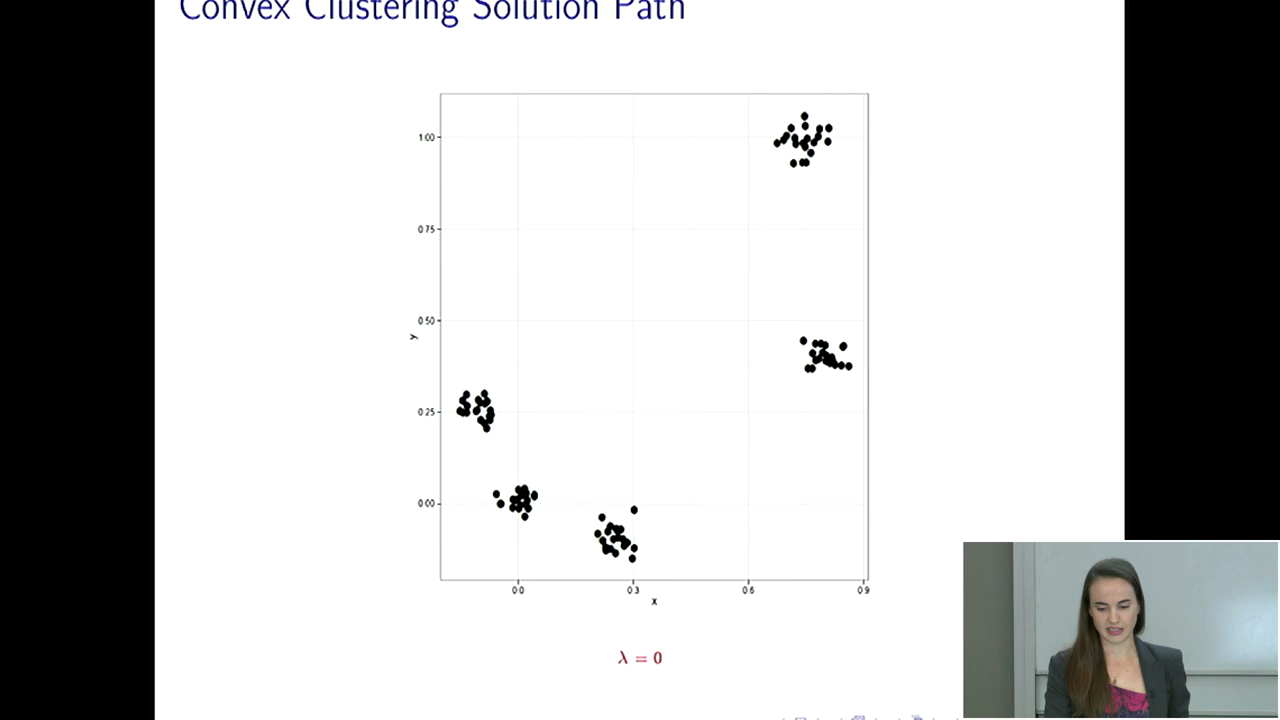 Convex Clustering Solution Path
1.00
0.75
0.50
0.25
0.00
y
0.0
0.3
0.6
0.9
x
λ = 0